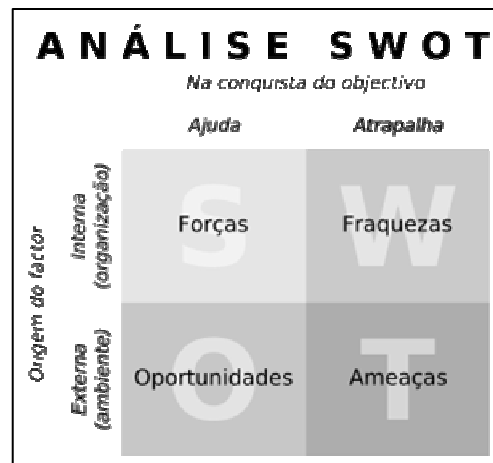 ANÁLISE SWOT
Na conquista do objectivo
Ajuda
Atrapalha
Origem do factor
Interna
(organização)
S
Forças
W
Fraquezas
Externa
(ambiente)
O
Oportunidades
T
Ameaças